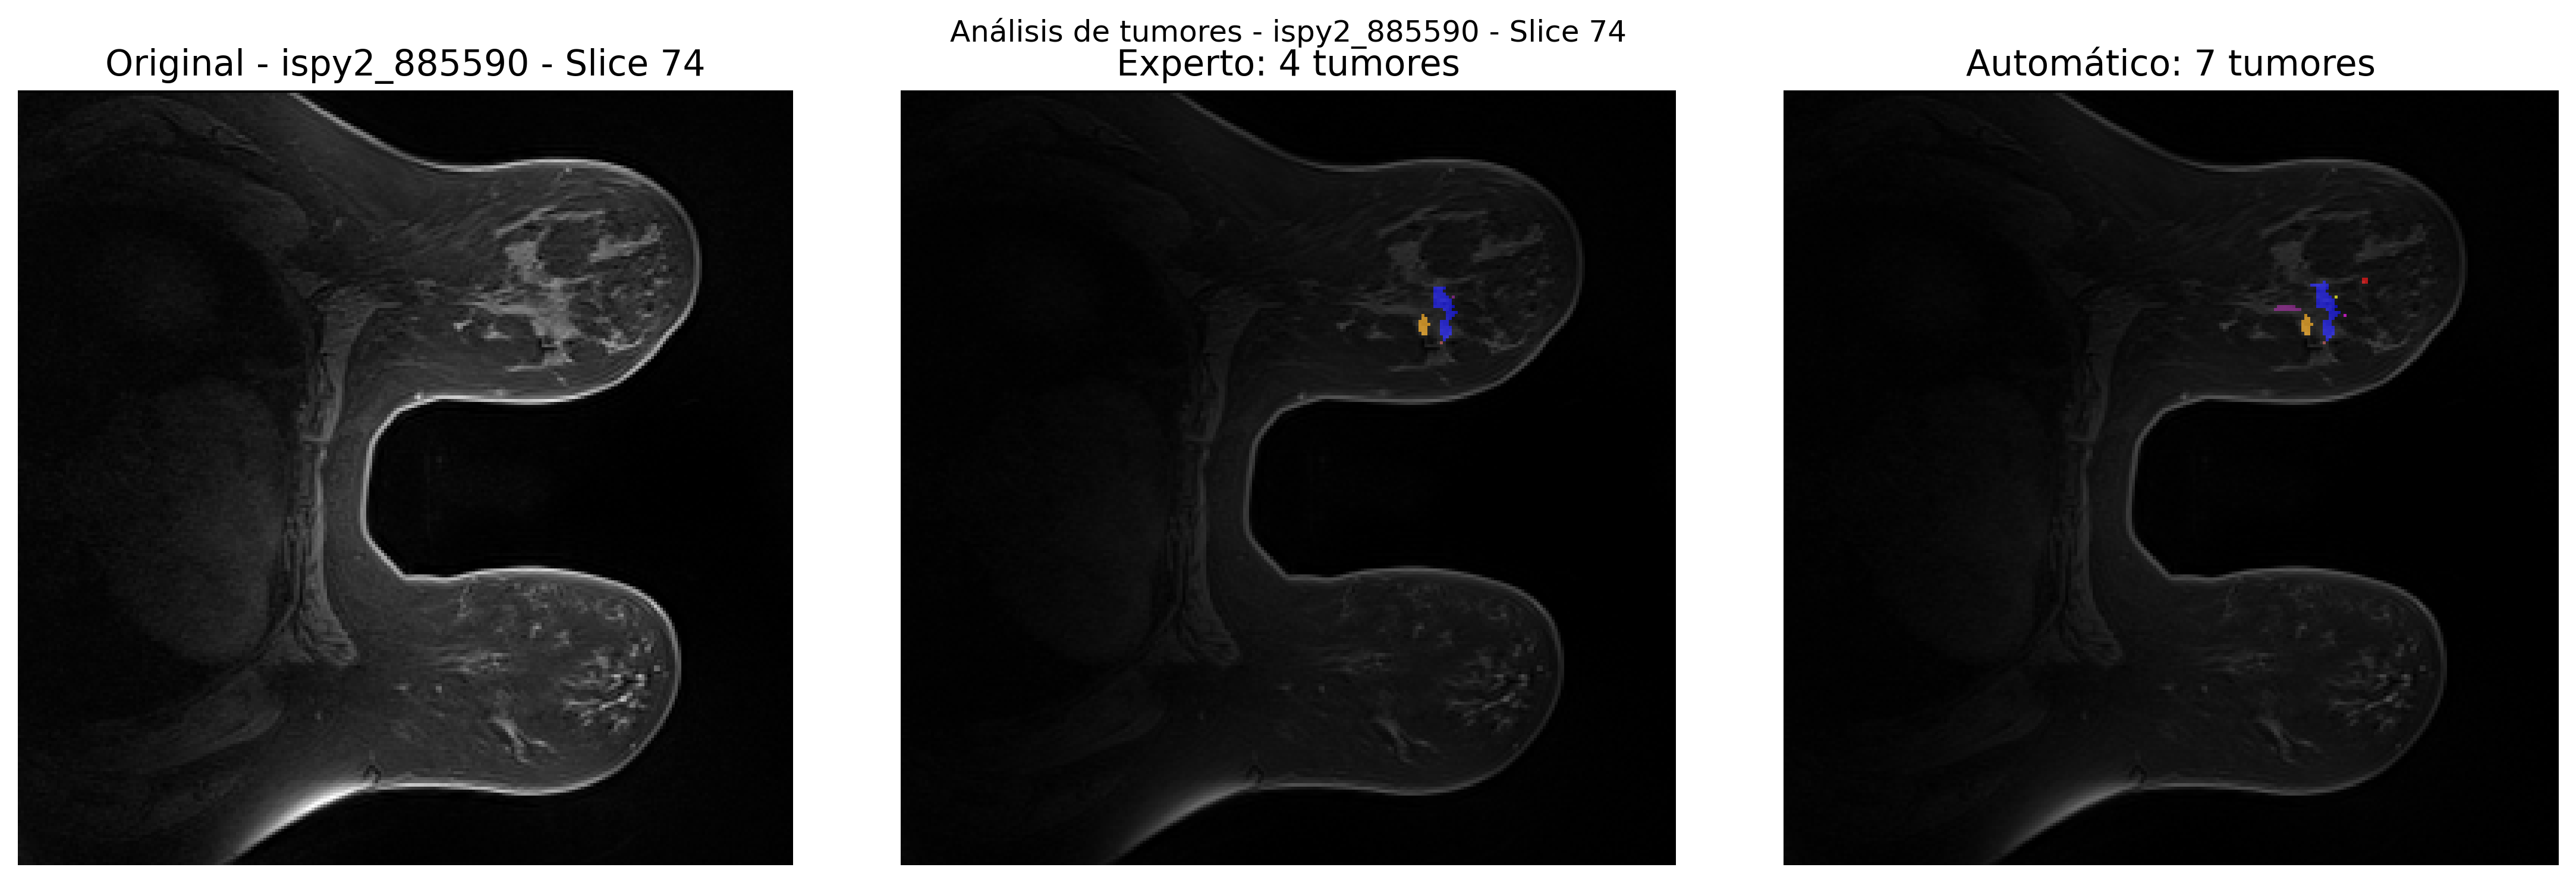 Análisis de tumores - ispy2_885590 - Slice 74
Original - ispy2_885590 - Slice 74
Experto: 4 tumores
Automático: 7 tumores